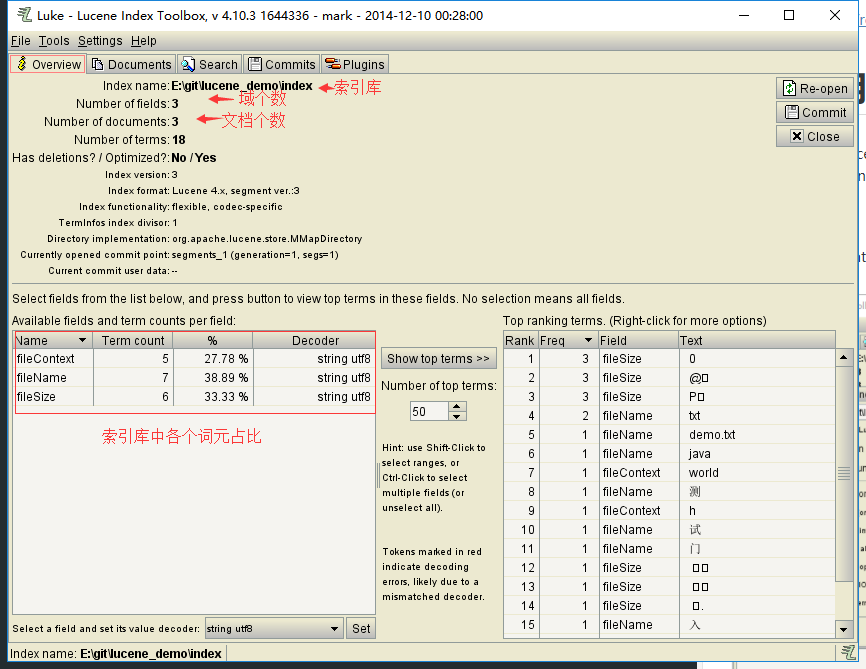 Luke - Lucene Index Toolbox, v 4.10.3 1644336 - mark - 2014-12-10 00:28:00
File Tools Settings Help
Overview Documents Search Commits Plugins
Index name: E:\git\lucene_demo\index 索引库
Number of fields: 3 域个数
Number of documents: 3 文档个数
Number of terms: 18
Has deletions? / Optimized?: No / Yes
Index version: 3
Index format: Lucene 4.x, segment ver.:3
Index functionality: flexible, codec-specific
TermInfos index divisor: 1
Directory implementation: org.apache.lucene.store.MMapDirectory
Currently opened commit point: segments_1 (generation=1, segs=1)
Current commit user data: --
Re-open
Commit
Close
Select fields from the list below, and press button to view top terms in these fields. No selection means all fields.
Available fields and term counts per field:
Name Term count % Decoder
fileContext 5 27.78 % string utf8
fileName 7 38.89 % string utf8
fileSize 6 33.33 % string utf8
索引库中各个词元占比
Select a field and set its value decoder: string utf8 Set
Show top terms >>
Number of top terms:
50
Hint: use Shift-Click to
select ranges, or
Ctrl-Click to select
multiple fields (or
unselect all).
Tokens marked in red
indicate decoding
errors, likely due to a
mismatched decoder.
Top ranking terms. (Right-click for more options)
Rank Freq Field Text
1 3 fileSize 0
2 3 fileSize @
3 3 fileSize P
4 2 fileName txt
5 1 fileName demo.txt
6 1 fileName java
7 1 fileContext world
8 1 fileName 测
9 1 fileContext h
10 1 fileName 试
11 1 fileName 门
12 1 fileSize
13 1 fileSize
14 1 fileSize .
15 1 fileName 入
Index name: E:\git\lucene_demo\index